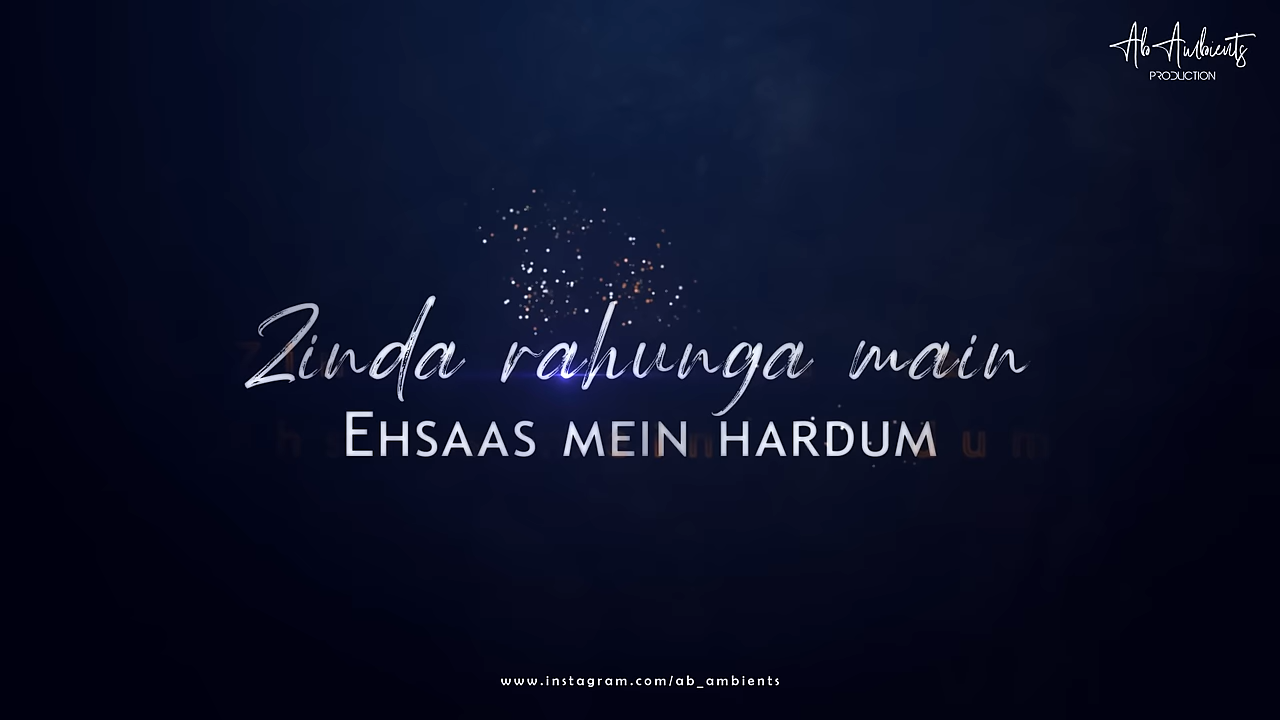 Ab Ambients
PRODUCTION
Zinda rahunga main
EHSAAS MEIN HARDUM
www.instagram.com/ab_ambients